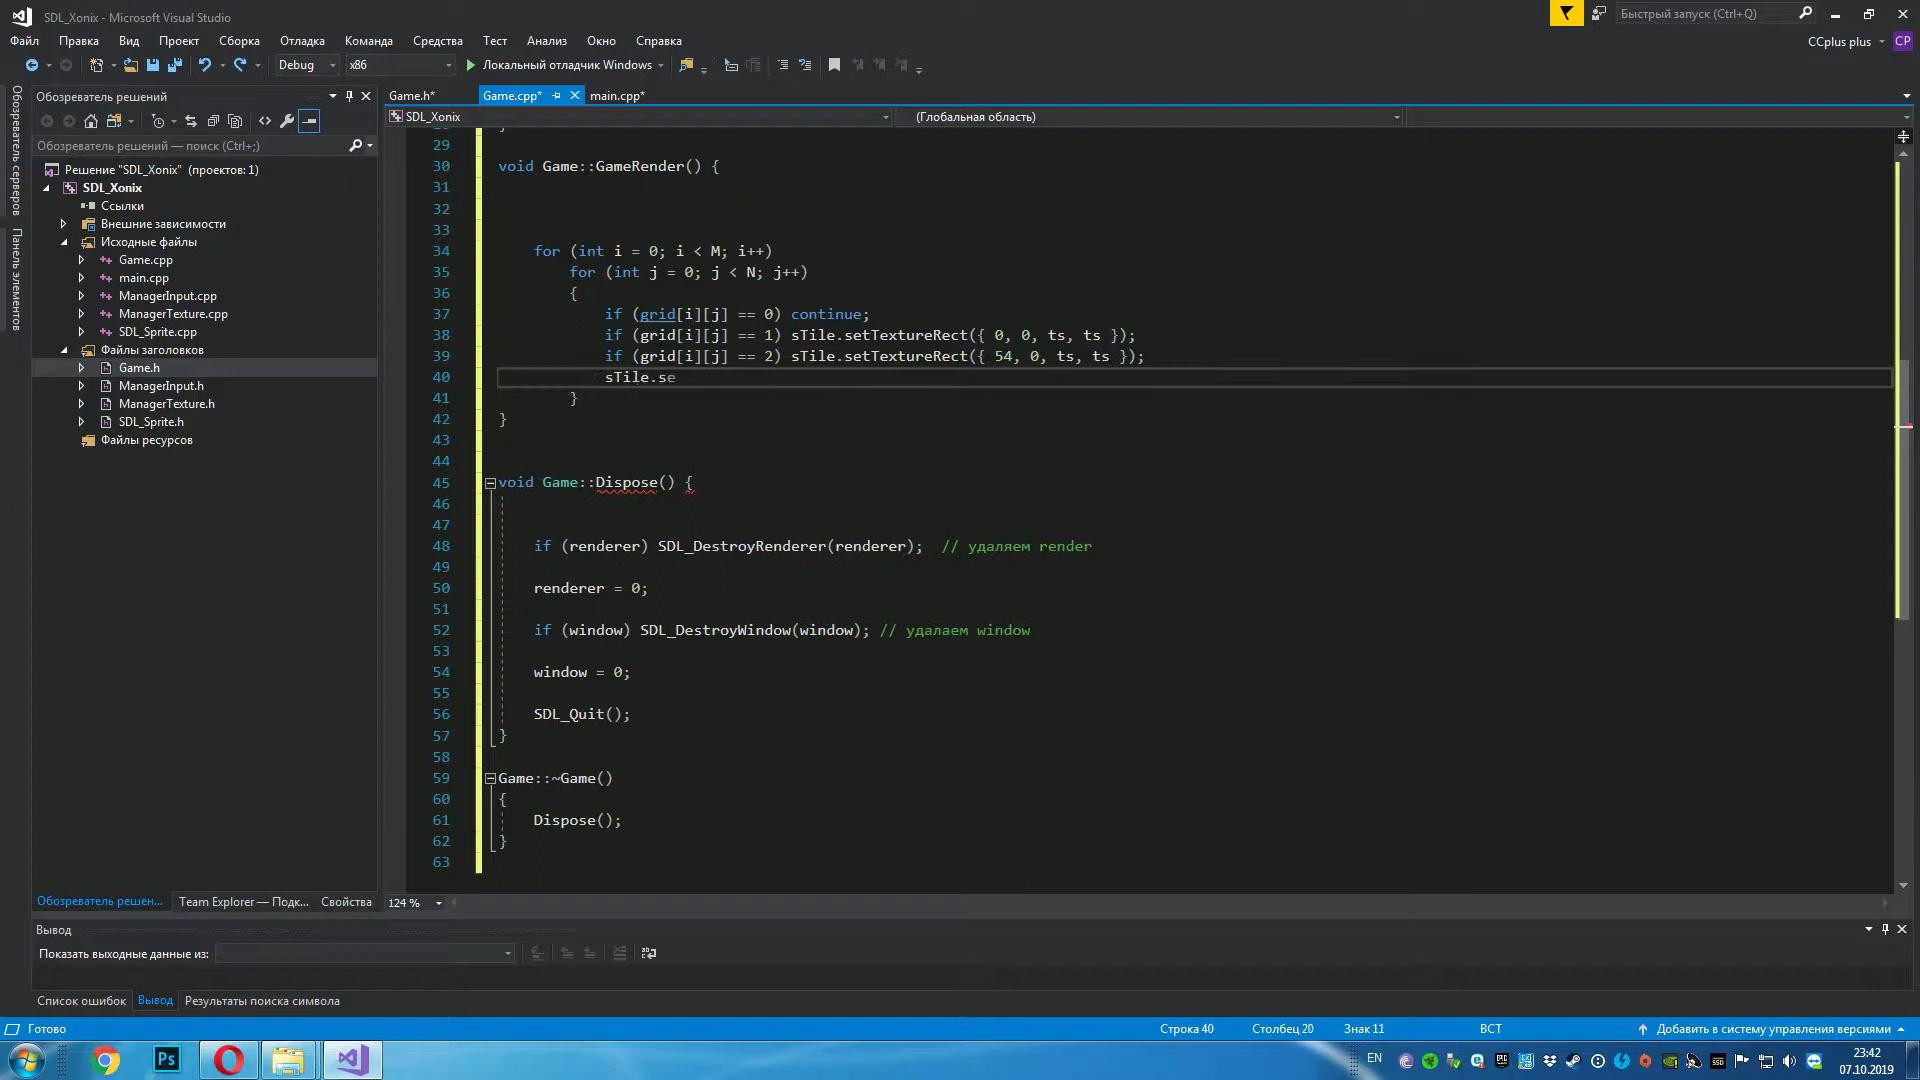 SDL_Xonix - Microsoft Visual Studio
Быстрый запуск (Ctrl+Q)
Файл Правка Вид Проект Сборка Отладка Команда Средства Тест Анализ Окно Справка
CCplus plus CP
Debug x86 Локальный отладчик Windows
Обозреватель серверов
Панель элементов
Обозреватель решений
Обозреватель решений — поиск (Ctrl+;)
Решение "SDL_Xonix" (проектов: 1)
SDL_Xonix
Ссылки
Внешние зависимости
Исходные файлы
Game.cpp
main.cpp
ManagerInput.cpp
ManagerTexture.cpp
SDL_Sprite.cpp
Файлы заголовков
Game.h
ManagerInput.h
ManagerTexture.h
SDL_Sprite.h
Файлы ресурсов
Обозреватель решен... Team Explorer — Подк... Свойства
Game.h* Game.cpp* main.cpp*
SDL_Xonix (Глобальная область)
29
30 void Game::GameRender() {
31
32
33
34 for (int i = 0; i < M; i++)
35 for (int j = 0; j < N; j++)
36 {
37 if (grid[i][j] == 0) continue;
38 if (grid[i][j] == 1) sTile.setTextureRect({ 0, 0, ts, ts });
39 if (grid[i][j] == 2) sTile.setTextureRect({ 54, 0, ts, ts });
40 sTile.se
41 }
42 }
43
44
45 void Game::Dispose() {
46
47
48 if (renderer) SDL_DestroyRenderer(renderer); // удаляем render
49
50 renderer = 0;
51
52 if (window) SDL_DestroyWindow(window); // удалаем window
53
54 window = 0;
55
56 SDL_Quit();
57 }
58
59 Game::~Game()
60 {
61 Dispose();
62 }
63
124 %
Вывод
Показать выходные данные из:
Список ошибок Вывод Результаты поиска символа
Готово Строка 40 Столбец 20 Знак 11 ВСТ Добавить в систему управления версиями
Ps
EN
23:42
07.10.2019